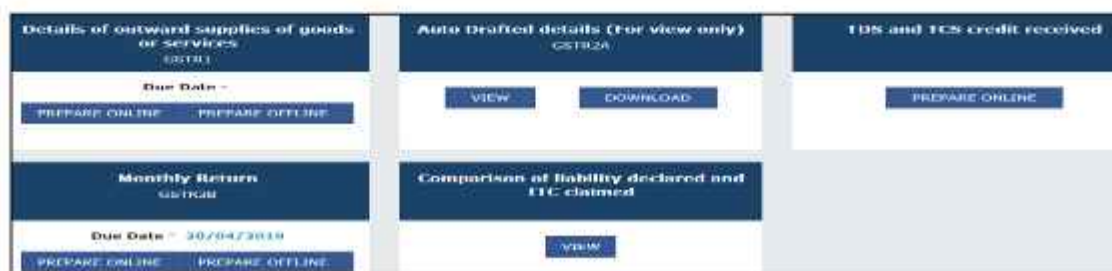 Details of outward supplies of goods
or services
GSTR1
Due Date -
PREPARE ONLINE PREPARE OFFLINE
Auto Drafted details (For view only)
GSTR2A
VIEW DOWNLOAD
TDS and TCS credit received
PREPARE ONLINE
Monthly Return
GSTR3B
Due Date - 20/04/2019
PREPARE ONLINE PREPARE OFFLINE
Comparison of liability declared and
ITC claimed
VIEW